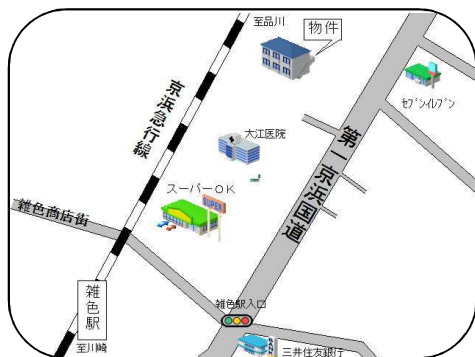 至品川
物件
京浜急行線
大江医院
セブンイレブン
第一京浜国道
スーパーOK
SUPER
雑色商店街
雑色駅入口
雑色駅
至川崎
BANK
三井住友銀行